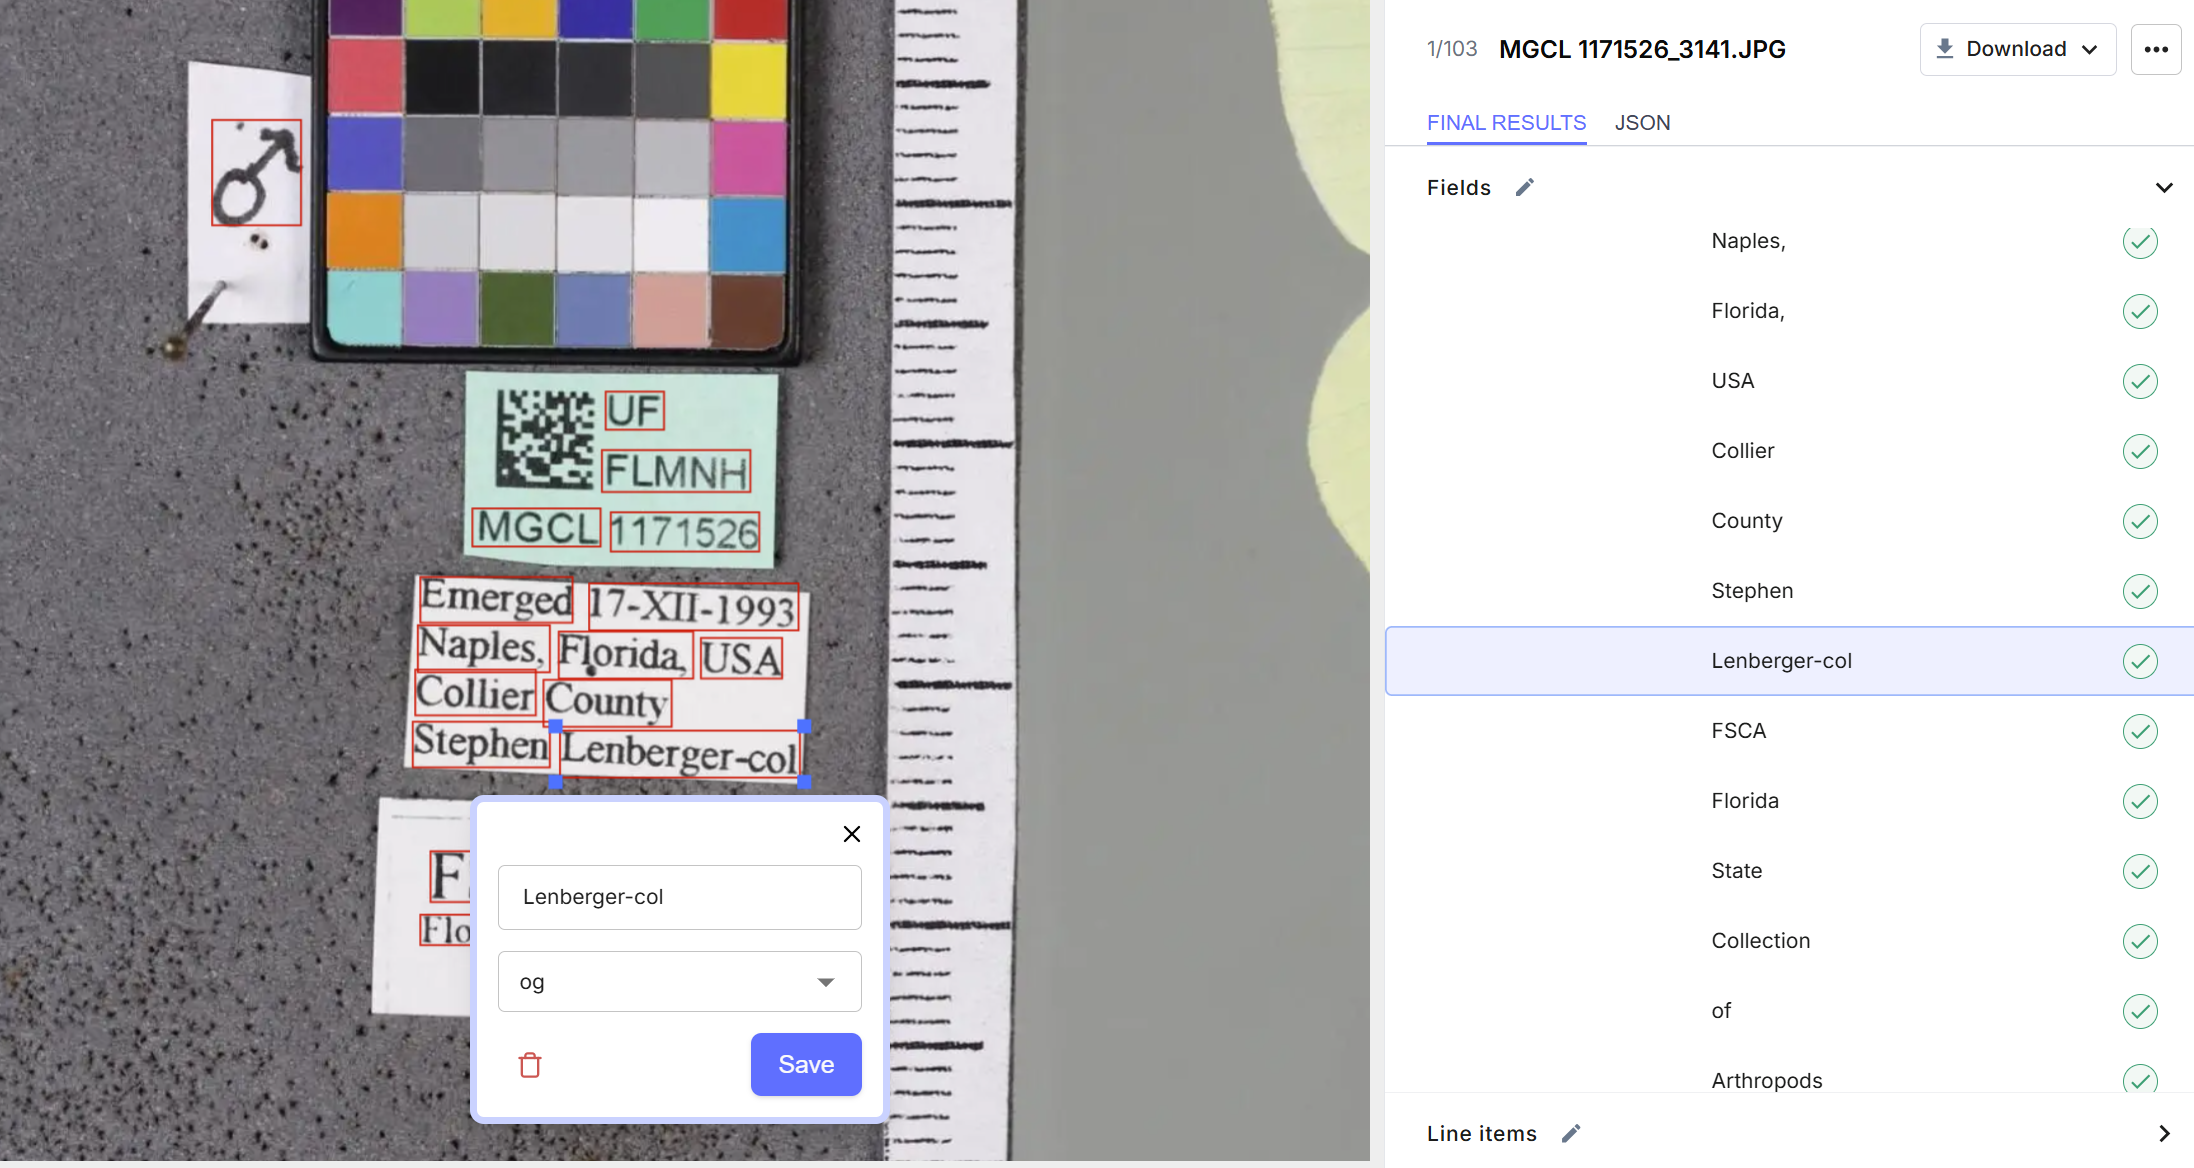 ♂
UF
FLMNH
MGCL 1171526
Emerged 17-XII-1993
Naples, Florida, USA
Collier County
Stephen Lenberger-col
F
Flo
Lenberger-col
og
Save
1/103 MGCL 1171526_3141.JPG
Download
FINAL RESULTS JSON
Fields
Naples,
Florida,
USA
Collier
County
Stephen
Lenberger-col
FSCA
Florida
State
Collection
of
Arthropods
Line items